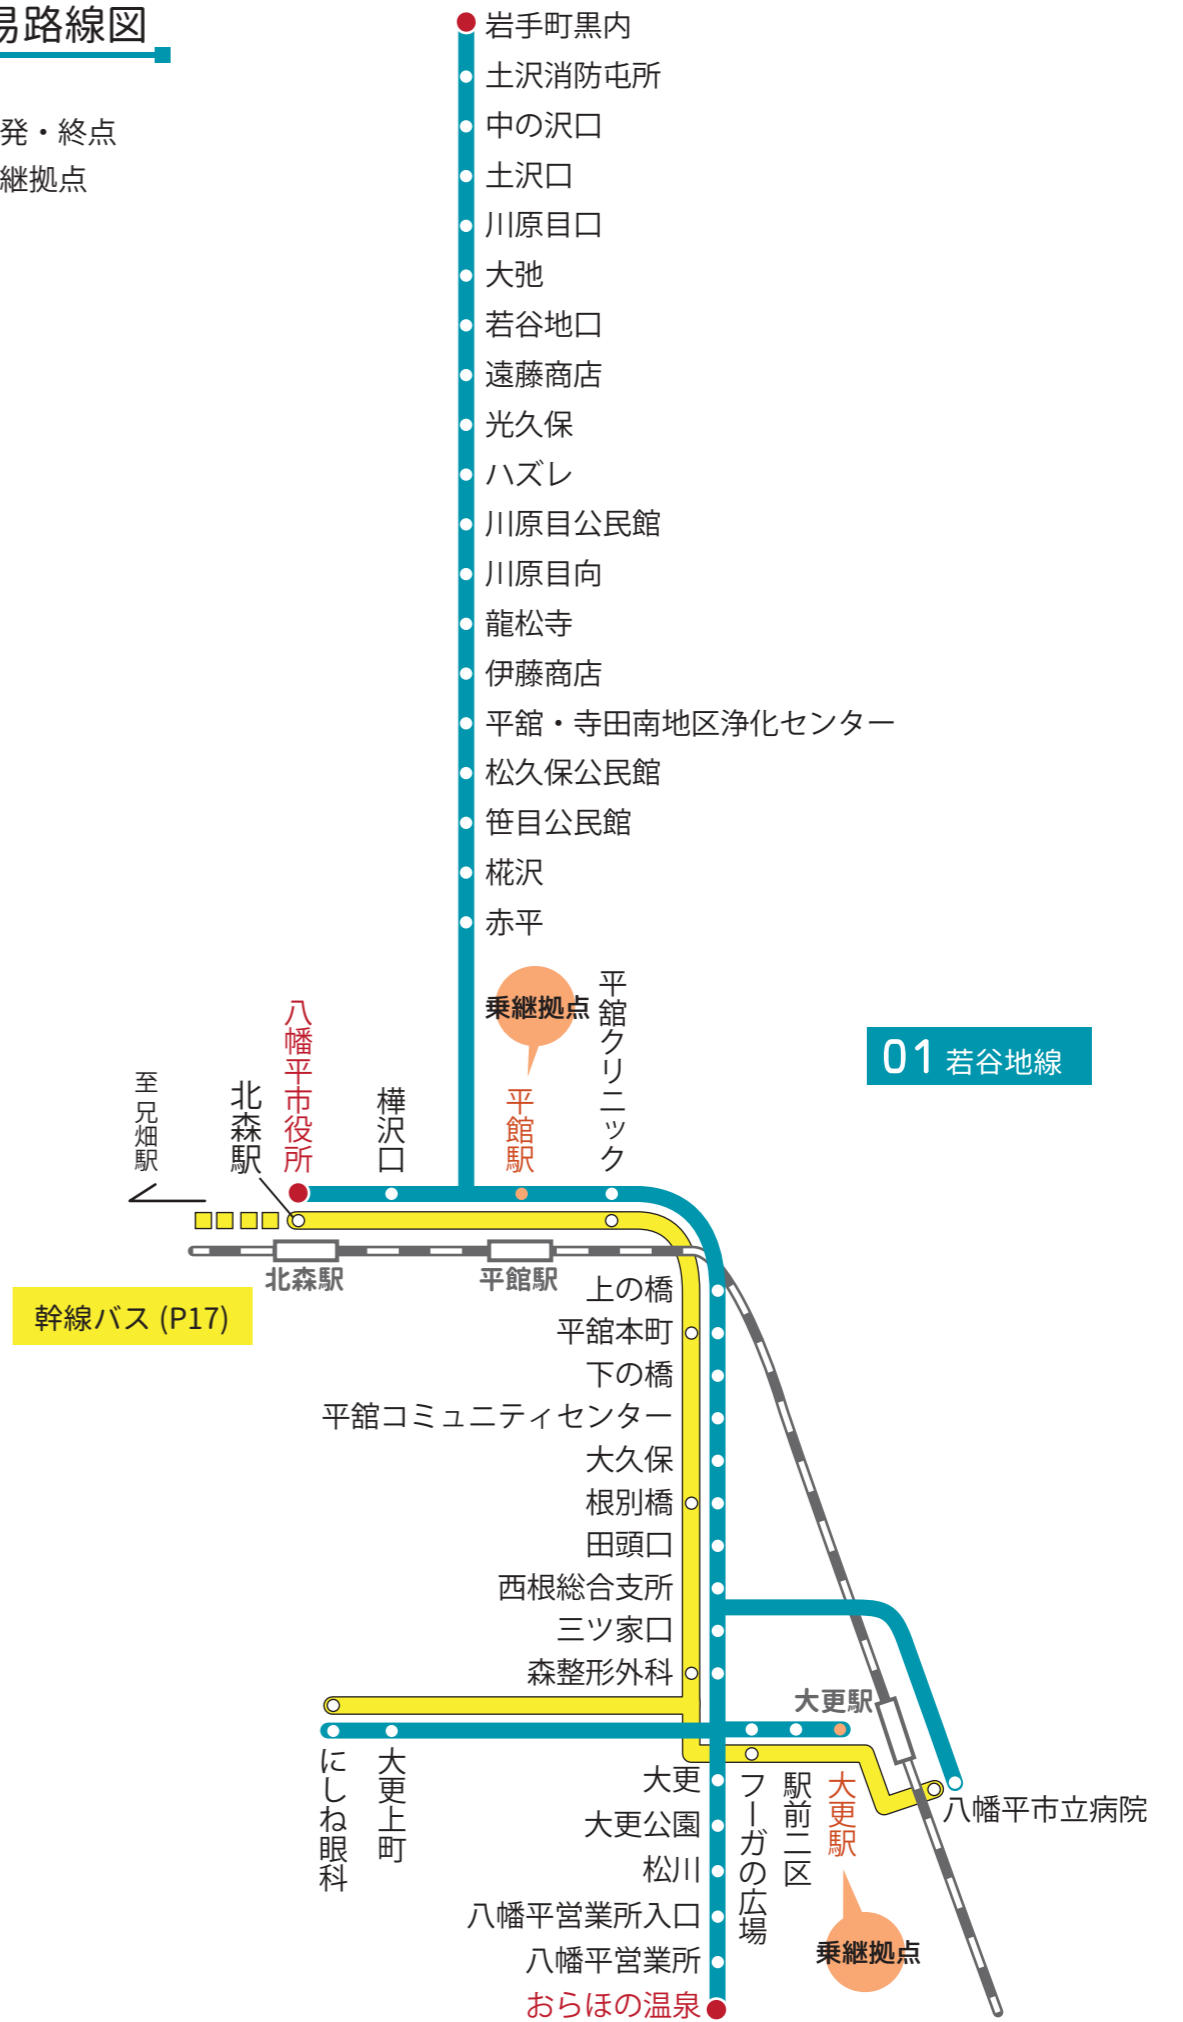 易路線図
発・終点
継拠点
岩手町黒内
土沢消防屯所
中の沢口
土沢口
川原目口
大弛
若谷地口
遠藤商店
光久保
ハズレ
川原目公民館
川原目向
龍松寺
伊藤商店
平舘・寺田南地区浄化センター
松久保公民館
笹目公民館
椛沢
赤平
乗継拠点
平舘クリニック
八幡平市役所
01 若谷地線
至 兄畑駅
北森駅
樺沢口
平館駅
北森駅
平館駅
幹線バス (P17)
上の橋
平舘本町
下の橋
平舘コミュニティセンター
大久保
根別橋
田頭口
西根総合支所
三ツ家口
森整形外科
大更駅
にしね眼科
大更上町
大更
フーガの広場
駅前二区
大更駅
八幡平市立病院
大更公園
松川
八幡平営業所入口
八幡平営業所
乗継拠点
おらほの温泉